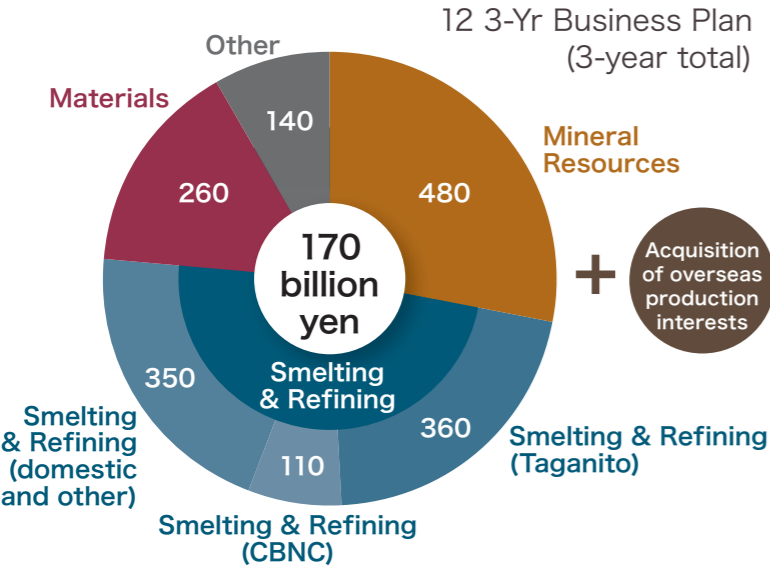 12 3-Yr Business Plan
(3-year total)
Other
Materials
140
260
480
Mineral
Resources
170
billion
yen
+
Acquisition
of overseas
production
interests
Smelting
& Refining
350
360
110
Smelting
& Refining
(domestic
and other)
Smelting & Refining
(Taganito)
Smelting & Refining
(CBNC)